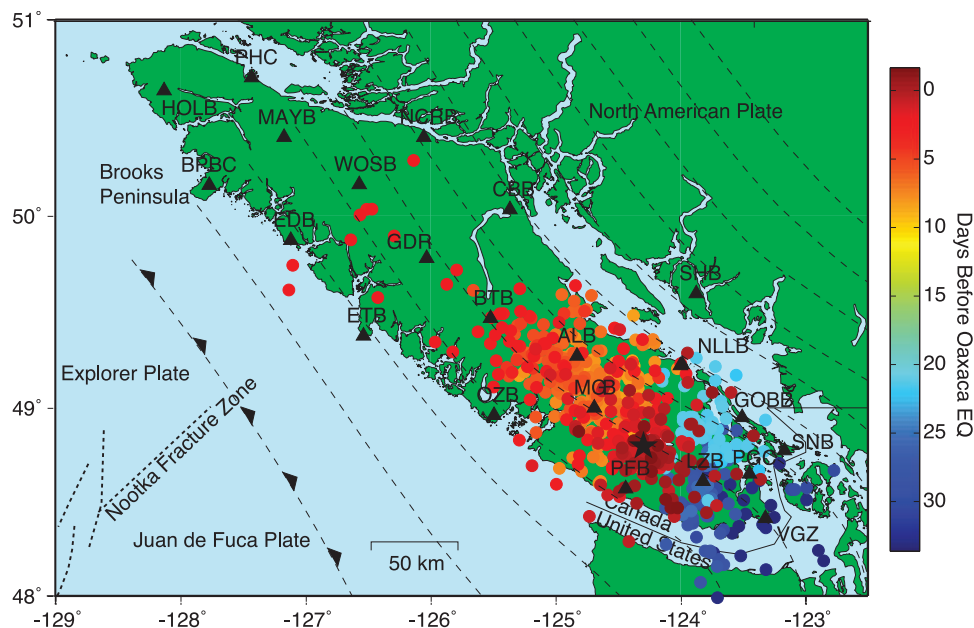 51°
50°
49°
48°
-129°
-128°
-127°
-126°
-125°
-124°
-123°
PHC
HOLB
MAYB
NCRB
North American Plate
BPBC
WOSB
Brooks
Peninsula
CBB
EDB
GDR
SHB
BTB
ETB
ALB
NLLB
Explorer Plate
OZB
MGB
GOBB
SNB
Nootka Fracture Zone
PFB
LZB
PGC
VGZ
Canada
United States
Juan de Fuca Plate
50 km
0
5
10
15
20
25
30
Days Before Oaxaca EQ